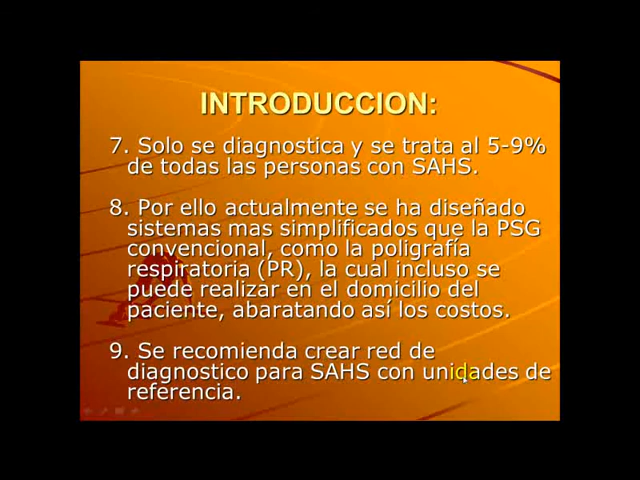 INTRODUCCION:
7. Solo se diagnostica y se trata al 5-9%
de todas las personas con SAHS.
8. Por ello actualmente se ha diseñado
sistemas mas simplificados que la PSG
convencional, como la poligrafía
respiratoria (PR), la cual incluso se
puede realizar en el domicilio del
paciente, abaratando así los costos.
9. Se recomienda crear red de
diagnostico para SAHS con unidades de
referencia.